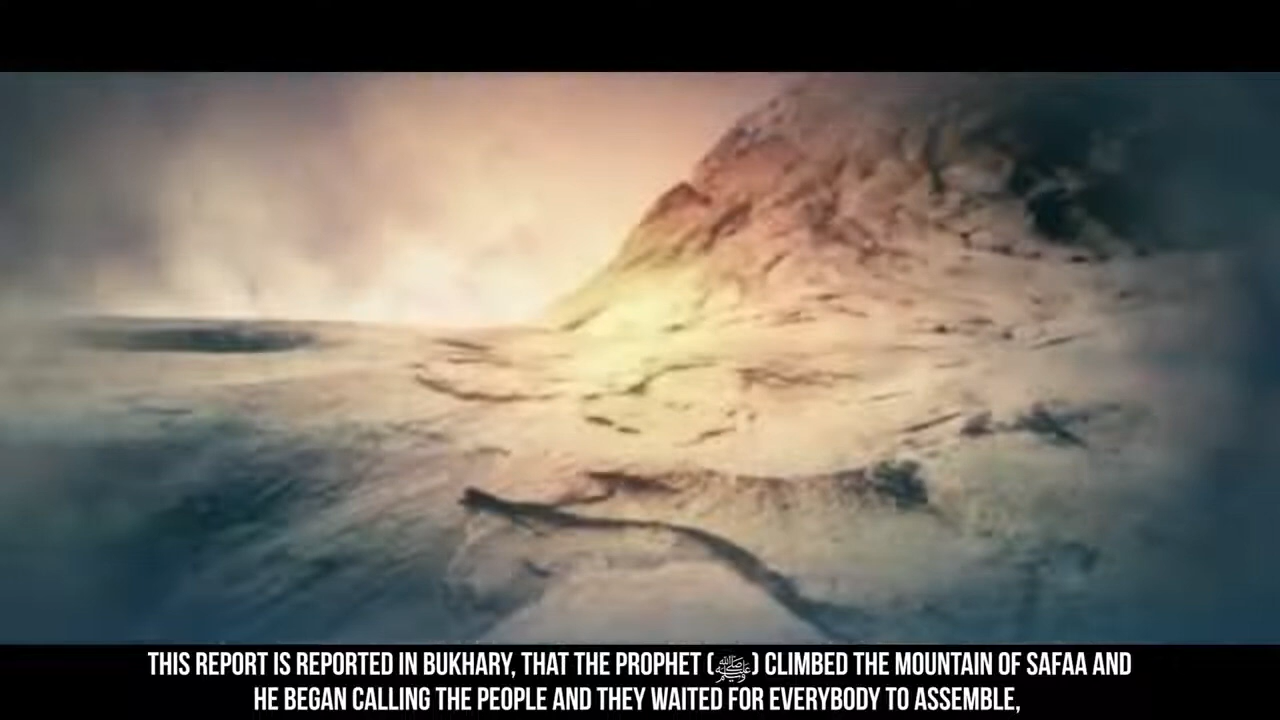 THIS REPORT IS REPORTED IN BUKHARY, THAT THE PROPHET (ﷺ) CLIMBED THE MOUNTAIN OF SAFAA AND
HE BEGAN CALLING THE PEOPLE AND THEY WAITED FOR EVERYBODY TO ASSEMBLE,